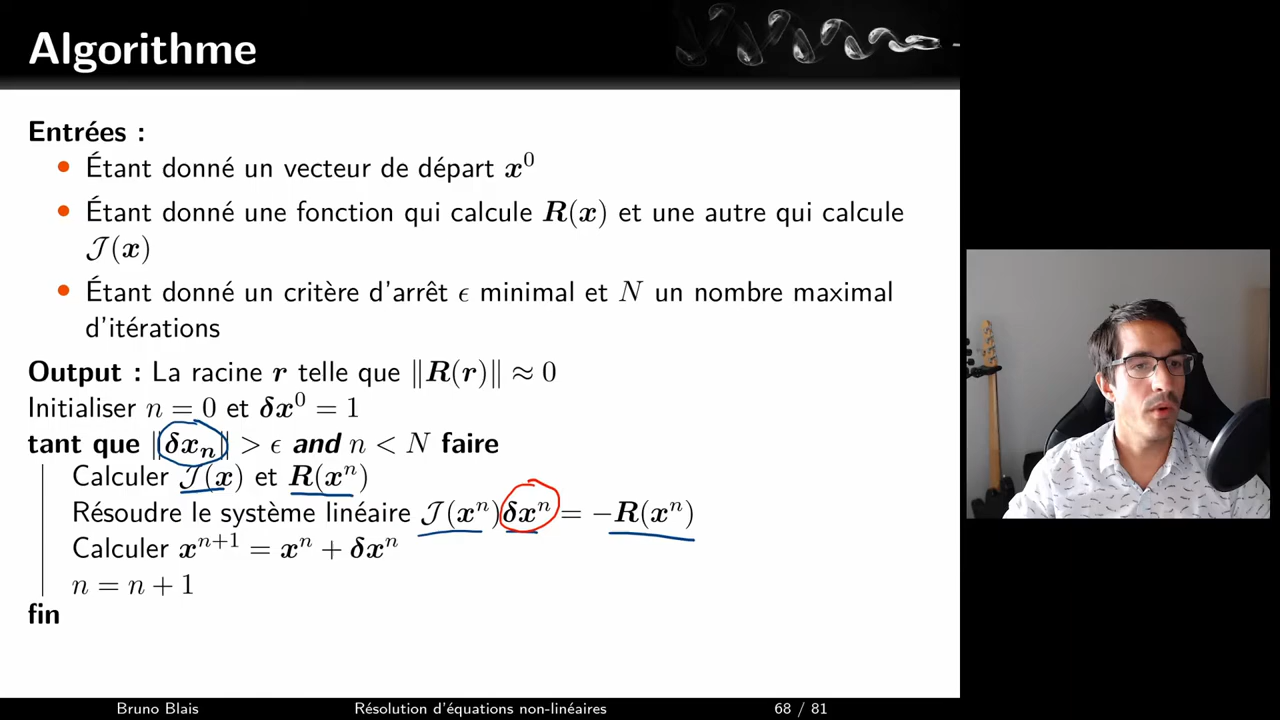 Algorithme
Entrées :
• Étant donné un vecteur de départ x⁰
• Étant donné une fonction qui calcule R(x) et une autre qui calcule
J(x)
• Étant donné un critère d'arrêt ϵ minimal et N un nombre maximal
d'itérations
Output : La racine r telle que ‖R(r)‖ ≈ 0
Initialiser n = 0 et δx⁰ = 1
tant que ‖δxₙ‖ > ϵ and n < N faire
Calculer J(x) et R(xⁿ)
Résoudre le système linéaire J(xⁿ)δxⁿ = −R(xⁿ)
Calculer xⁿ⁺¹ = xⁿ + δxⁿ
n = n + 1
fin
Bruno Blais Résolution d'équations non-linéaires 68 / 81